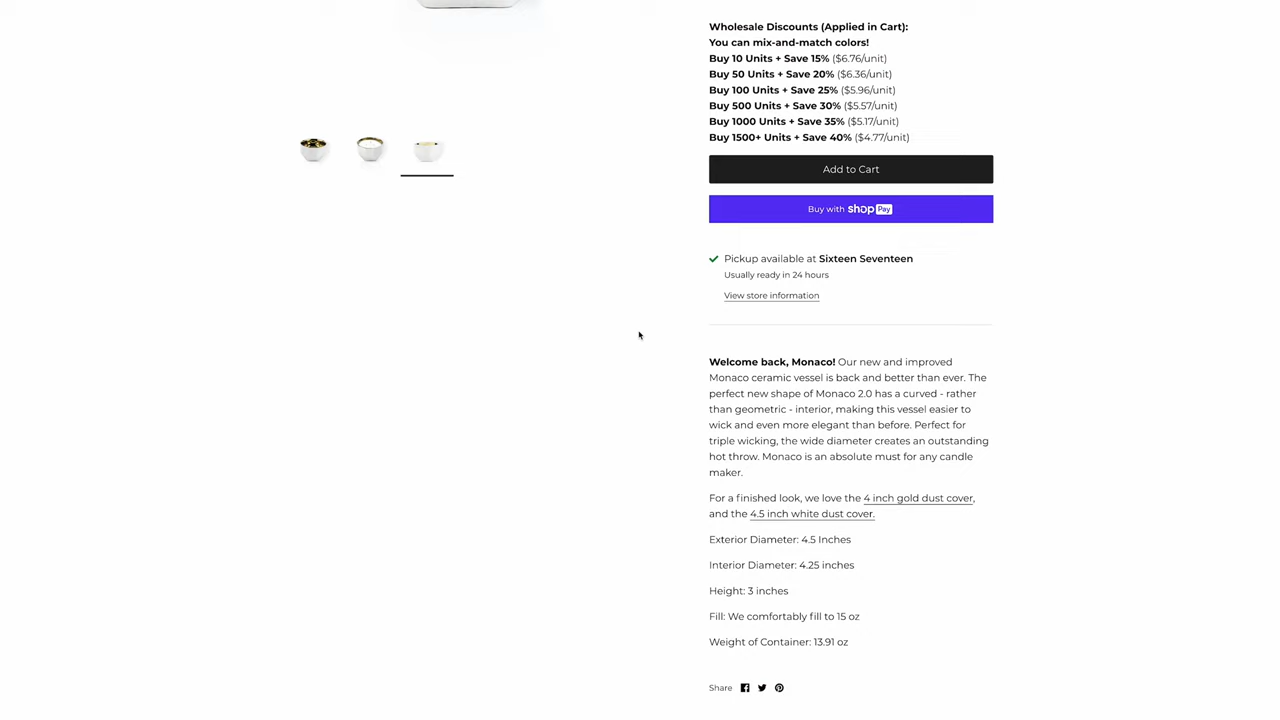 Wholesale Discounts (Applied in Cart):
You can mix-and-match colors!
Buy 10 Units + Save 15% ($6.76/unit)
Buy 50 Units + Save 20% ($6.36/unit)
Buy 100 Units + Save 25% ($5.96/unit)
Buy 500 Units + Save 30% ($5.57/unit)
Buy 1000 Units + Save 35% ($5.17/unit)
Buy 1500+ Units + Save 40% ($4.77/unit)
Add to Cart
Buy with shop Pay
Pickup available at Sixteen Seventeen
Usually ready in 24 hours
View store information
Welcome back, Monaco! Our new and improved
Monaco ceramic vessel is back and better than ever. The
perfect new shape of Monaco 2.0 has a curved - rather
than geometric - interior, making this vessel easier to
wick and even more elegant than before. Perfect for
triple wicking, the wide diameter creates an outstanding
hot throw. Monaco is an absolute must for any candle
maker.
For a finished look, we love the 4 inch gold dust cover,
and the 4.5 inch white dust cover.
Exterior Diameter: 4.5 Inches
Interior Diameter: 4.25 inches
Height: 3 inches
Fill: We comfortably fill to 15 oz
Weight of Container: 13.91 oz
Share